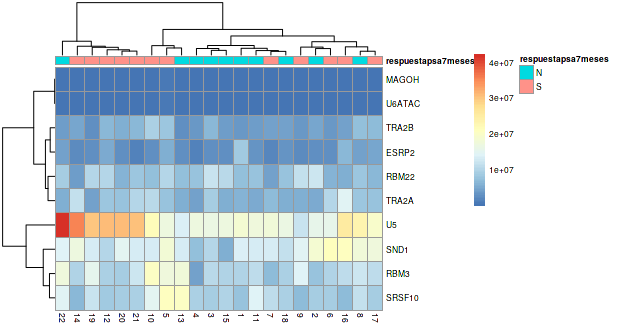 respuestapsa7meses
MAGOH
U6ATAC
TRA2B
ESRP2
RBM22
TRA2A
U5
SND1
RBM3
SRSF10
22 14 19 12 20 21 10 5 13 4 3 15 1 11 7 18 9 2 6 16 8 17
4e+07
3e+07
2e+07
1e+07
respuestapsa7meses
N
S